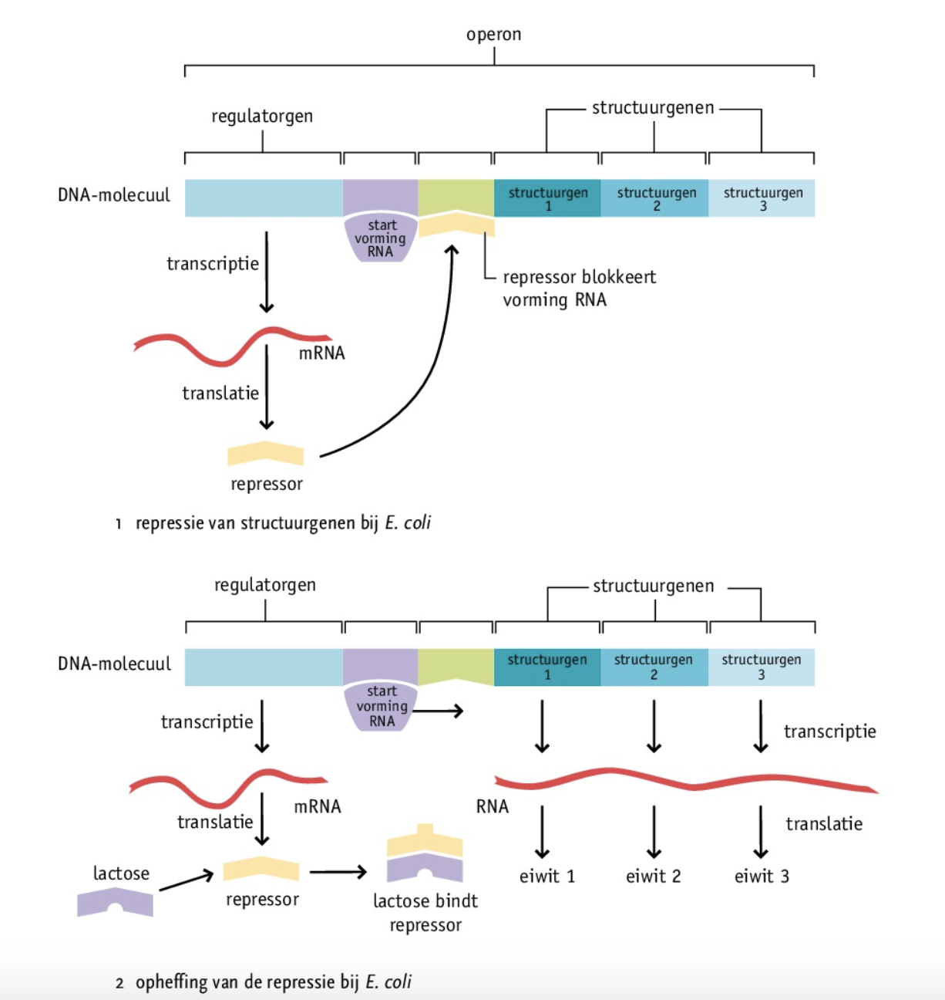 operon
regulatorgen
structuurgenen
DNA-molecuul
structuurgen
1
structuurgen
2
structuurgen
3
start
vorming
RNA
transcriptie
repressor blokkeert
vorming RNA
mRNA
translatie
repressor
1 repressie van structuurgenen bij E. coli
regulatorgen
structuurgenen
DNA-molecuul
structuurgen
1
structuurgen
2
structuurgen
3
start
vorming
RNA
transcriptie
transcriptie
mRNA
RNA
translatie
translatie
lactose
repressor
lactose bindt
repressor
eiwit 1
eiwit 2
eiwit 3
2 opheffing van de repressie bij E. coli